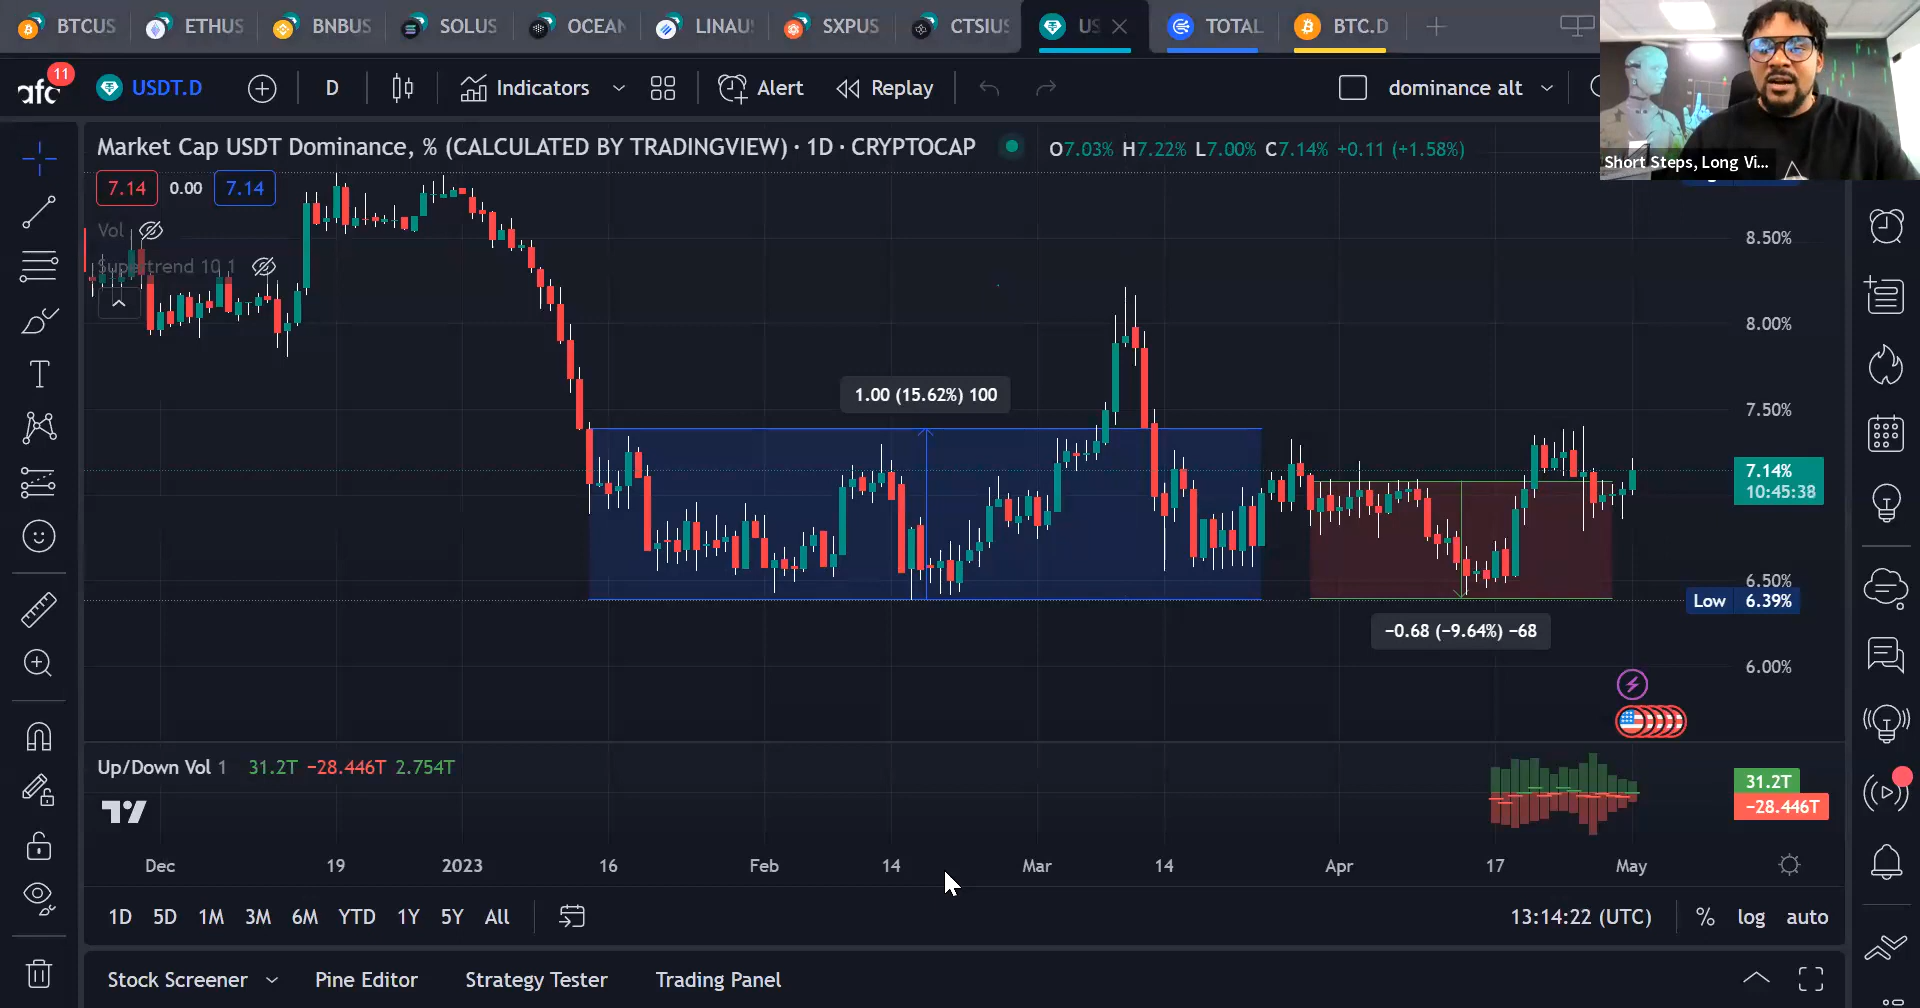 BTCUS ETHUS BNBUS SOLUS OCEAN LINAU SXPUS CTSIUS US TOTAL BTC.D
afc 11 USDT.D D Indicators Alert Replay dominance alt
Short Steps, Long Vi...
Market Cap USDT Dominance, % (CALCULATED BY TRADINGVIEW) · 1D · CRYPTOCAP O7.03% H7.22% L7.00% C7.14% +0.11 (+1.58%)
7.14 0.00 7.14
Vol
Supertrend 10 1
8.50%
8.00%
7.50%
1.00 (15.62%) 100
7.14%
10:45:38
6.50%
Low 6.39%
−0.68 (−9.64%) −68
6.00%
Up/Down Vol 1 31.2T −28.446T 2.754T
31.2T
−28.446T
Dec 19 2023 16 Feb 14 Mar 14 Apr 17 May
1D 5D 1M 3M 6M YTD 1Y 5Y All 13:14:22 (UTC) % log auto
Stock Screener Pine Editor Strategy Tester Trading Panel